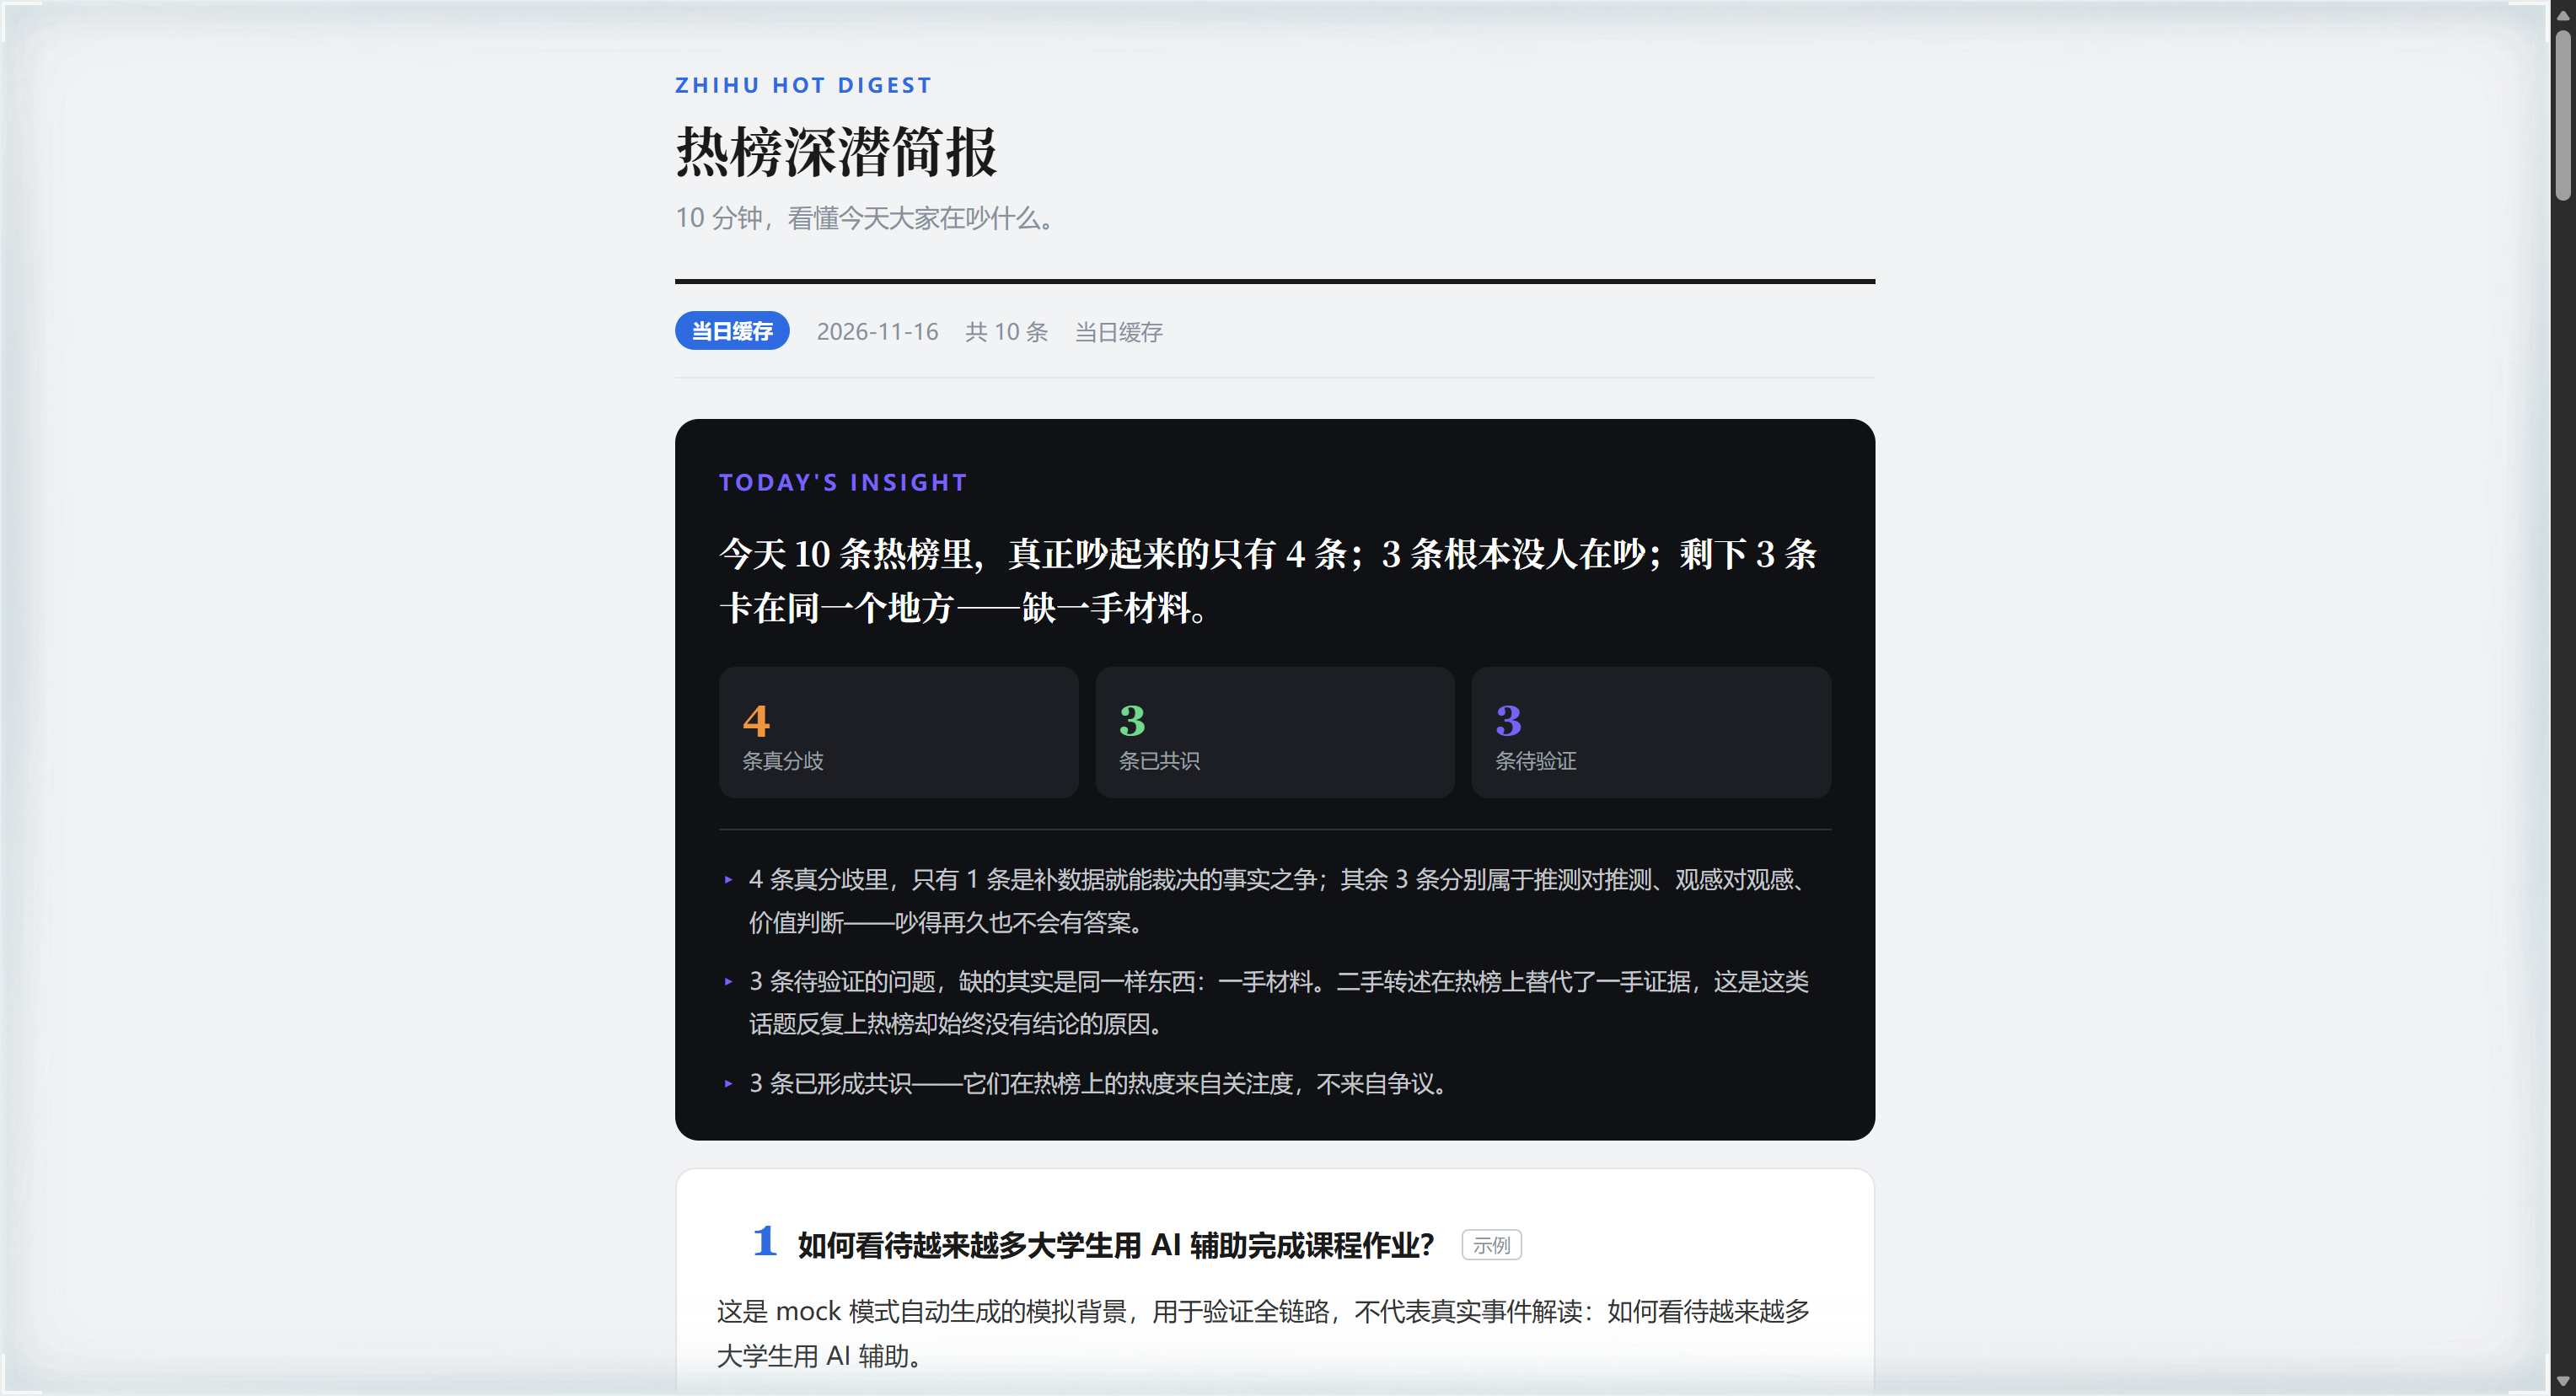 ZHIHU HOT DIGEST
热榜深潜简报
10 分钟，看懂今天大家在吵什么。
当日缓存 2026-11-16 共 10 条 当日缓存
TODAY'S INSIGHT
今天 10 条热榜里，真正吵起来的只有 4 条；3 条根本没人在吵；剩下 3 条
卡在同一个地方——缺一手材料。
4 3 3
条真分歧 条已共识 条待验证
4 条真分歧里，只有 1 条是补数据就能裁决的事实之争；其余 3 条分别属于推测对推测、观感对观感、
价值判断——吵得再久也不会有答案。
3 条待验证的问题，缺的其实是同一样东西：一手材料。二手转述在热榜上替代了一手证据，这是这类
话题反复上热榜却始终没有结论的原因。
3 条已形成共识——它们在热榜上的热度来自关注度，不来自争议。
1 如何看待越来越多大学生用 AI 辅助完成课程作业？ 示例
这是 mock 模式自动生成的模拟背景，用于验证全链路，不代表真实事件解读：如何看待越来越多
大学生用 AI 辅助。